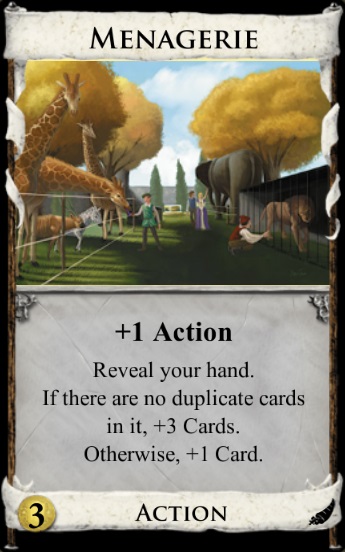 MENAGERIE
+1 Action
Reveal your hand.
If there are no duplicate cards
in it, +3 Cards.
Otherwise, +1 Card.
3
ACTION